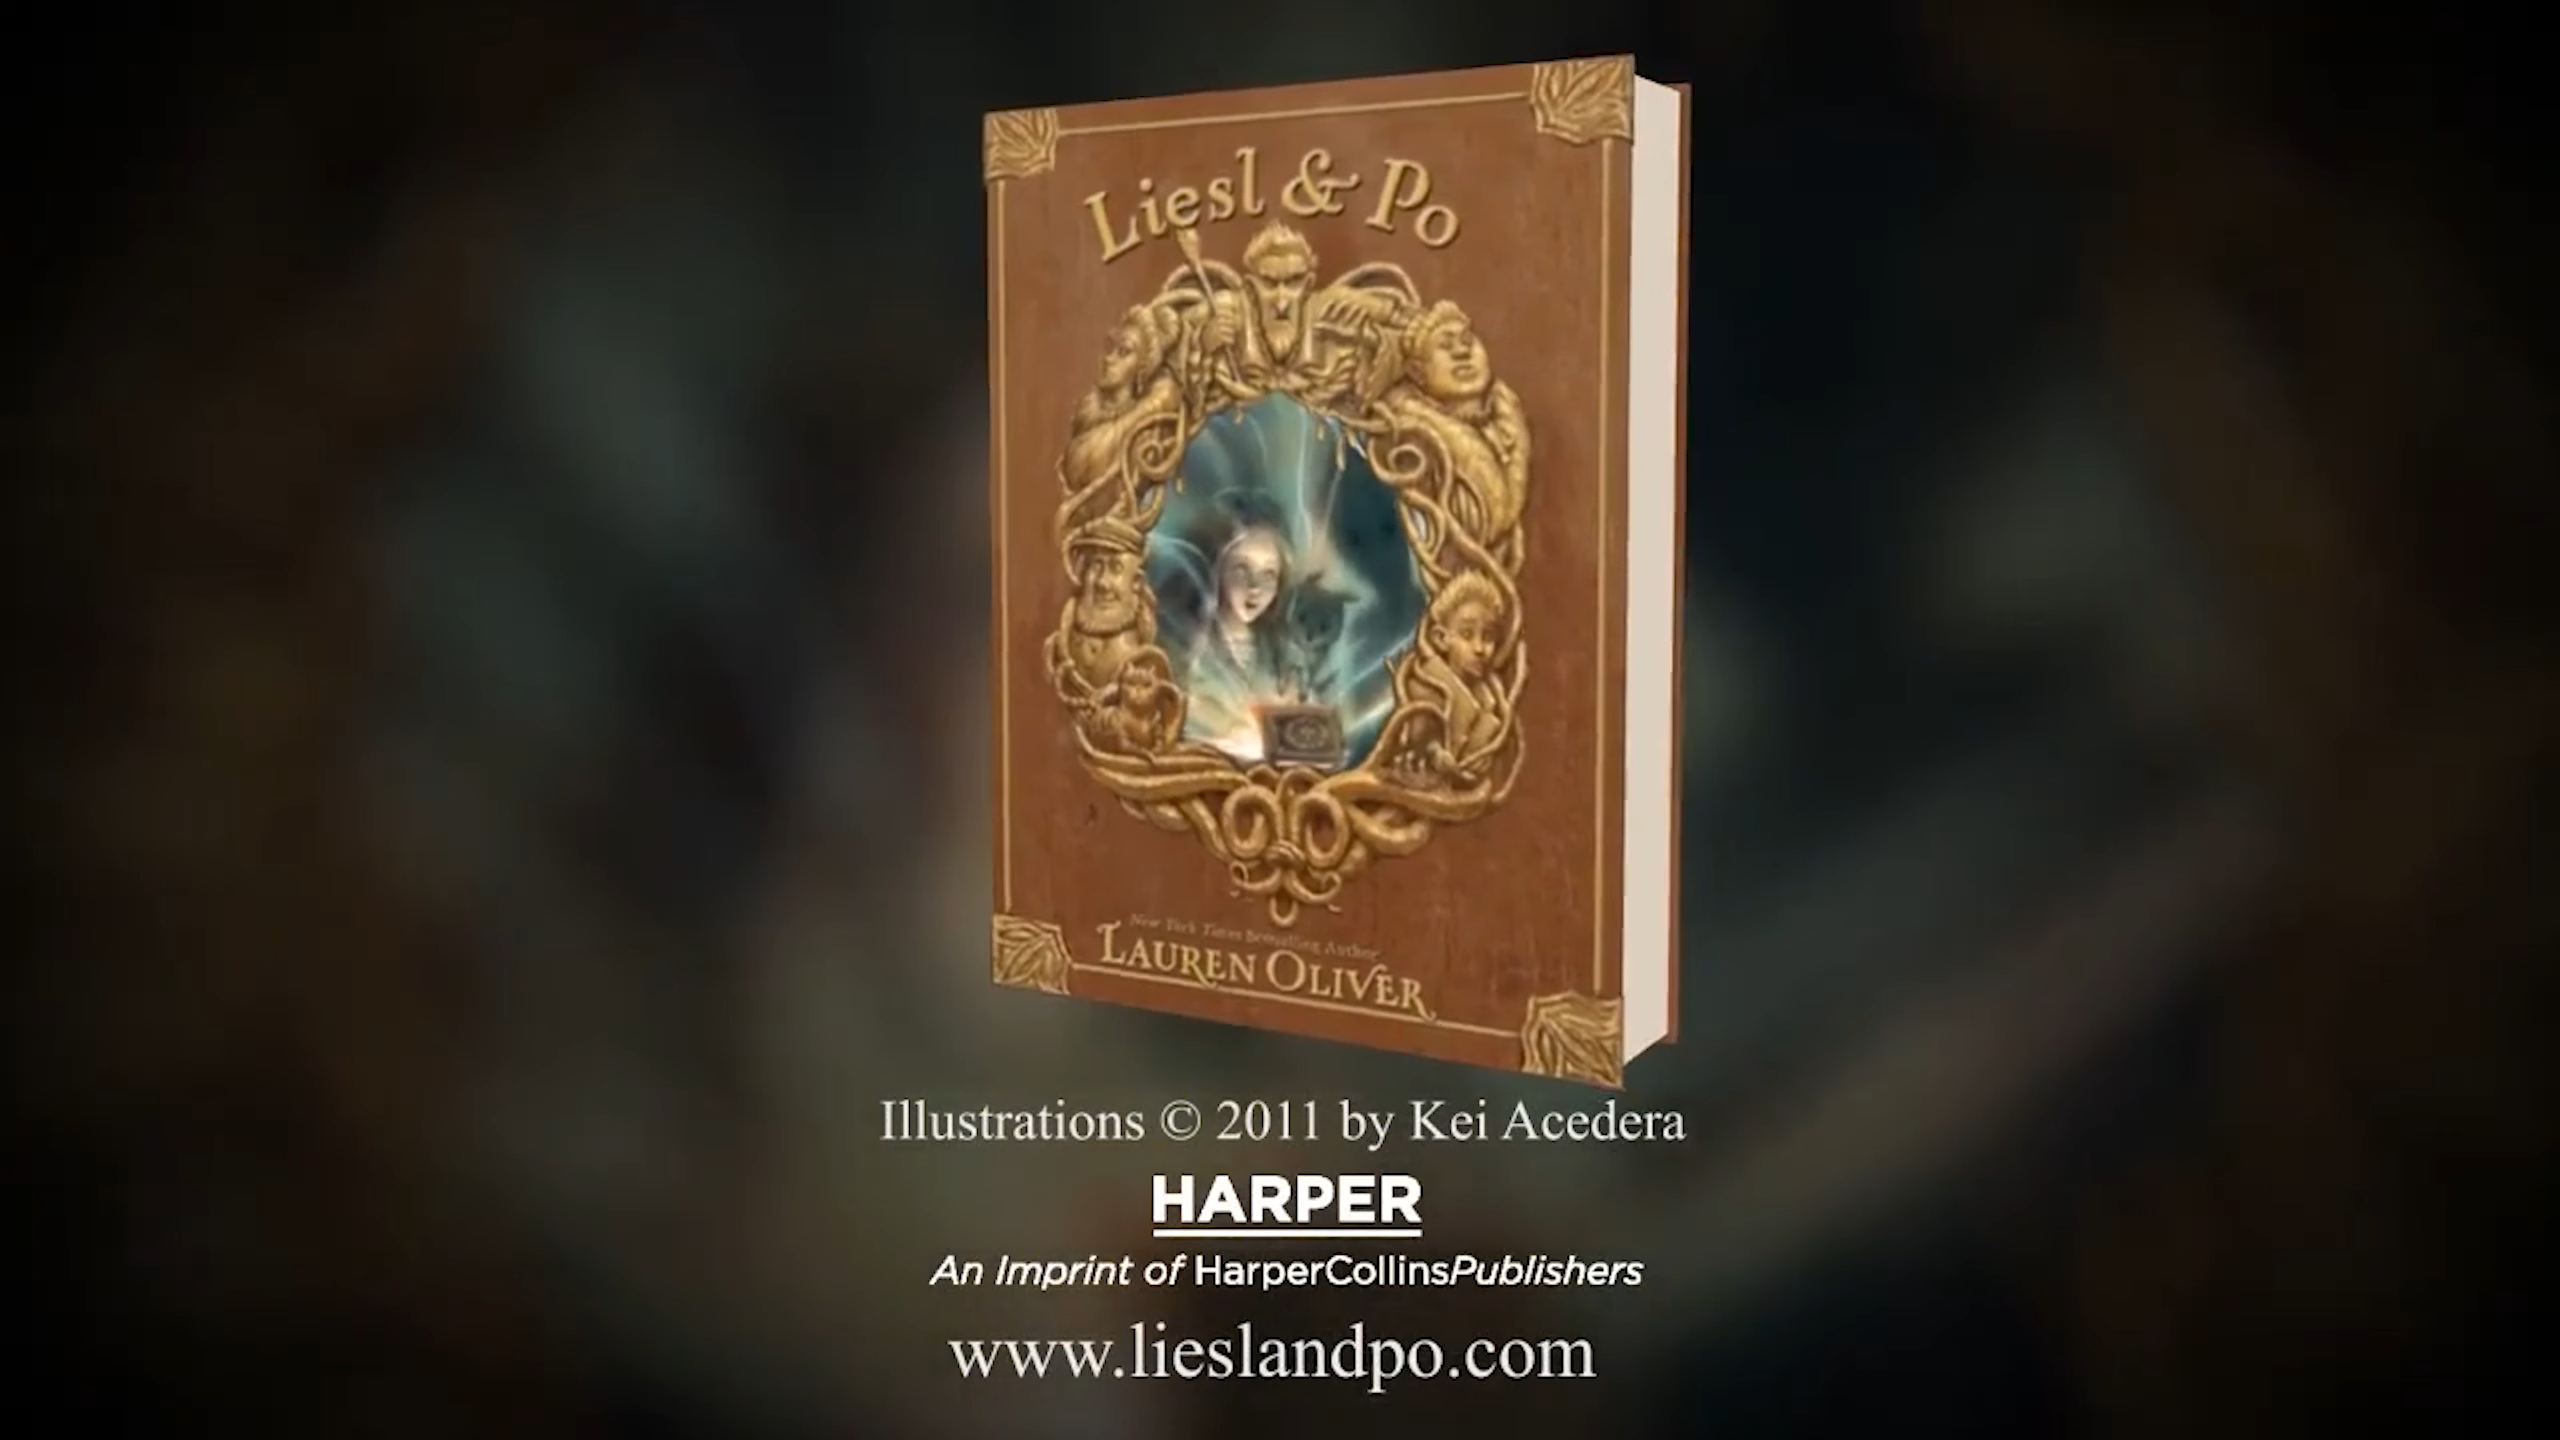 Liesl & Po
New York Times bestselling Author
LAUREN OLIVER
Illustrations © 2011 by Kei Acedera
HARPER
An Imprint of HarperCollinsPublishers
www.lieslandpo.com